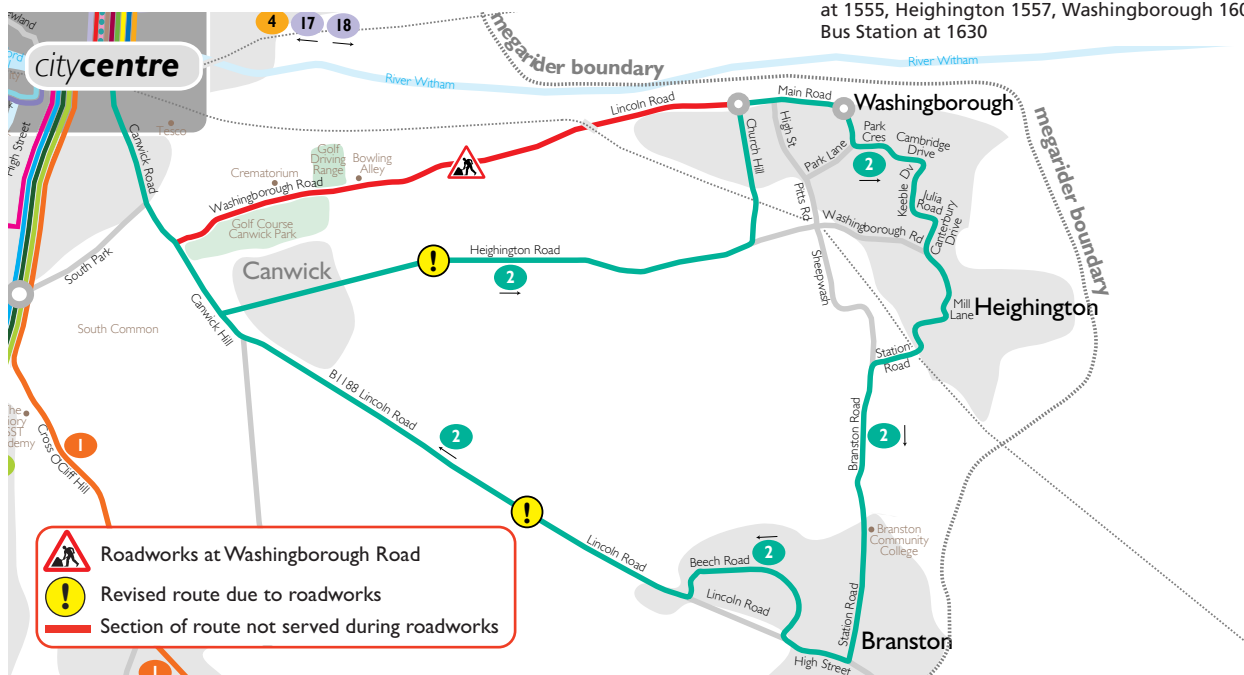 at 1555, Heighington 1557, Washingborough
Bus Station at 1630
4
17
18
citycentre
River Witham
megarider boundary
River Witham
Tesco
High Street
Canwick Road
South Park
Golf
Driving
Range
Bowling
Alley
Crematorium
Washingborough Road
Golf Course
Canwick Park
Lincoln Road
Main Road
Washingborough
High St
Park Lane
Park
Cres
Cambridge
Drive
2
Keeble Dv
Julia
Road
Canterbury
Drive
megarider boundary
Church Hill
Pitts Rd
Washingborough Rd
Sheepwash
Canwick
!
Heighington Road
2
Canwick Hill
South Common
Mill
Lane
Heighington
Station
Road
B1188 Lincoln Road
2
Branston Road
2
1
Cross O'Cliff Hill
!
Lincoln Road
Beech Road
2
Lincoln Road
Branston
Community
College
Station Road
Branston
High Street
Roadworks at Washingborough Road
! Revised route due to roadworks
Section of route not served during roadworks
1